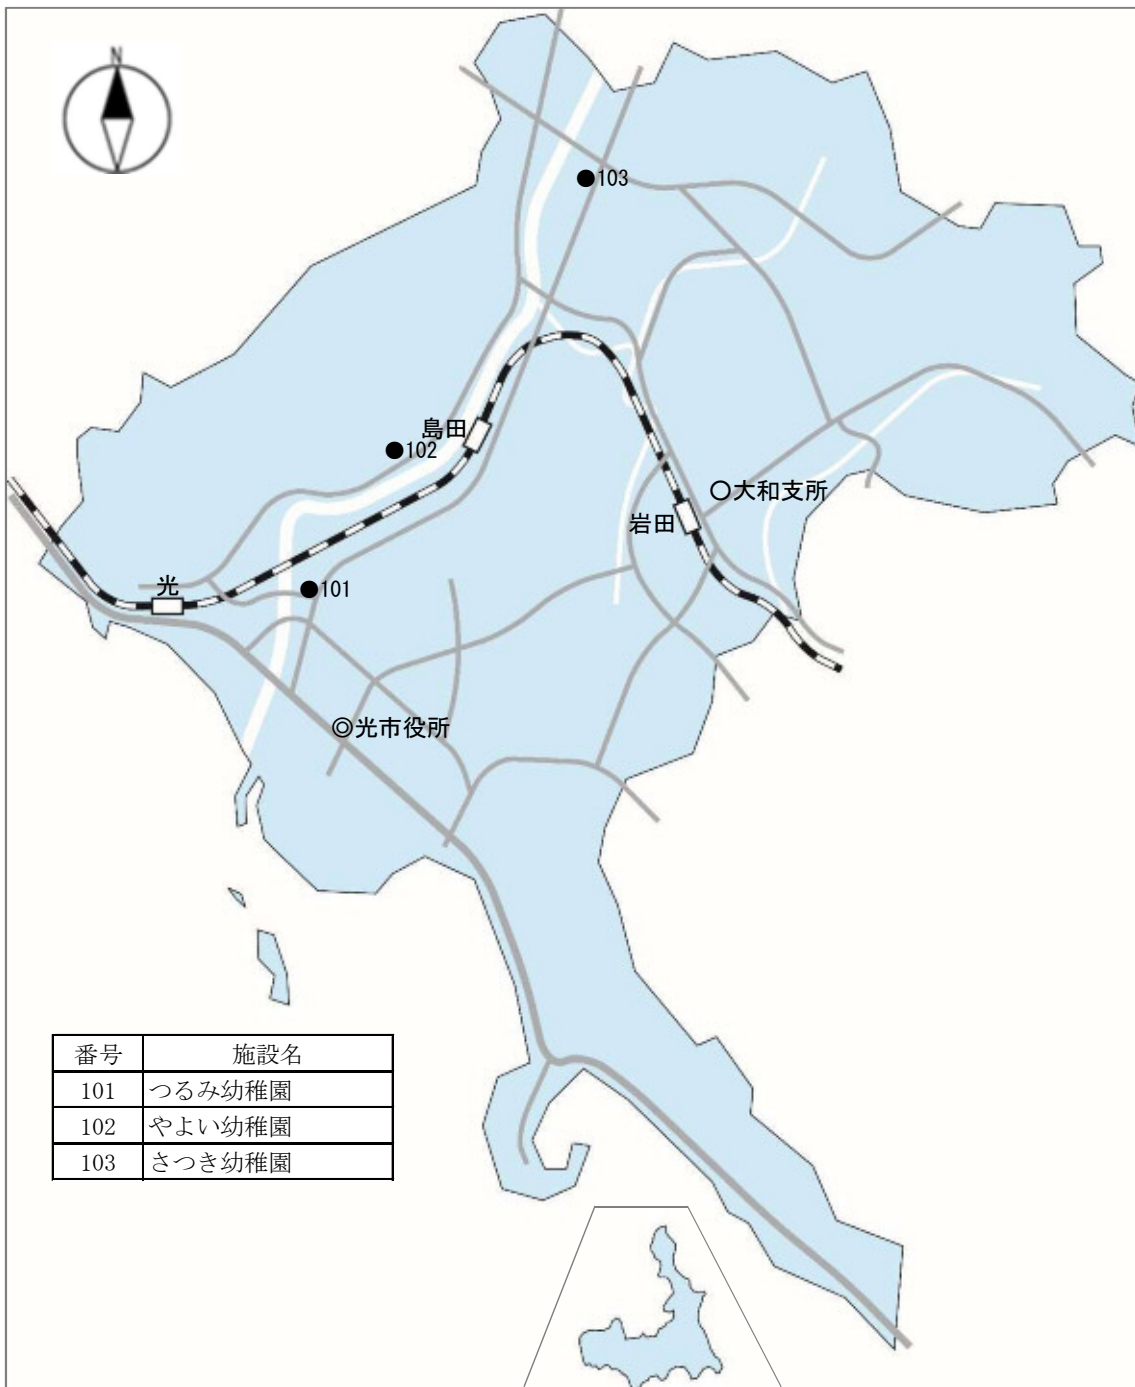 N
●103
島田
●102
○大和支所
岩田
光
●101
◎光市役所
番号 施設名
101 つるみ幼稚園
102 やよい幼稚園
103 さつき幼稚園